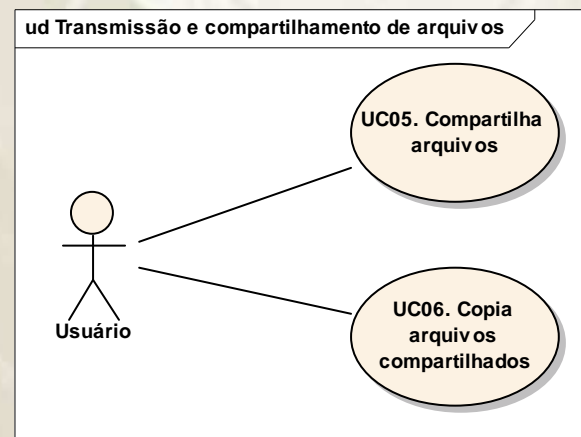 ud Transmissão e compartilhamento de arquivos
UC05. Compartilha
arquivos
Usuário
UC06. Copia
arquivos
compartilhados